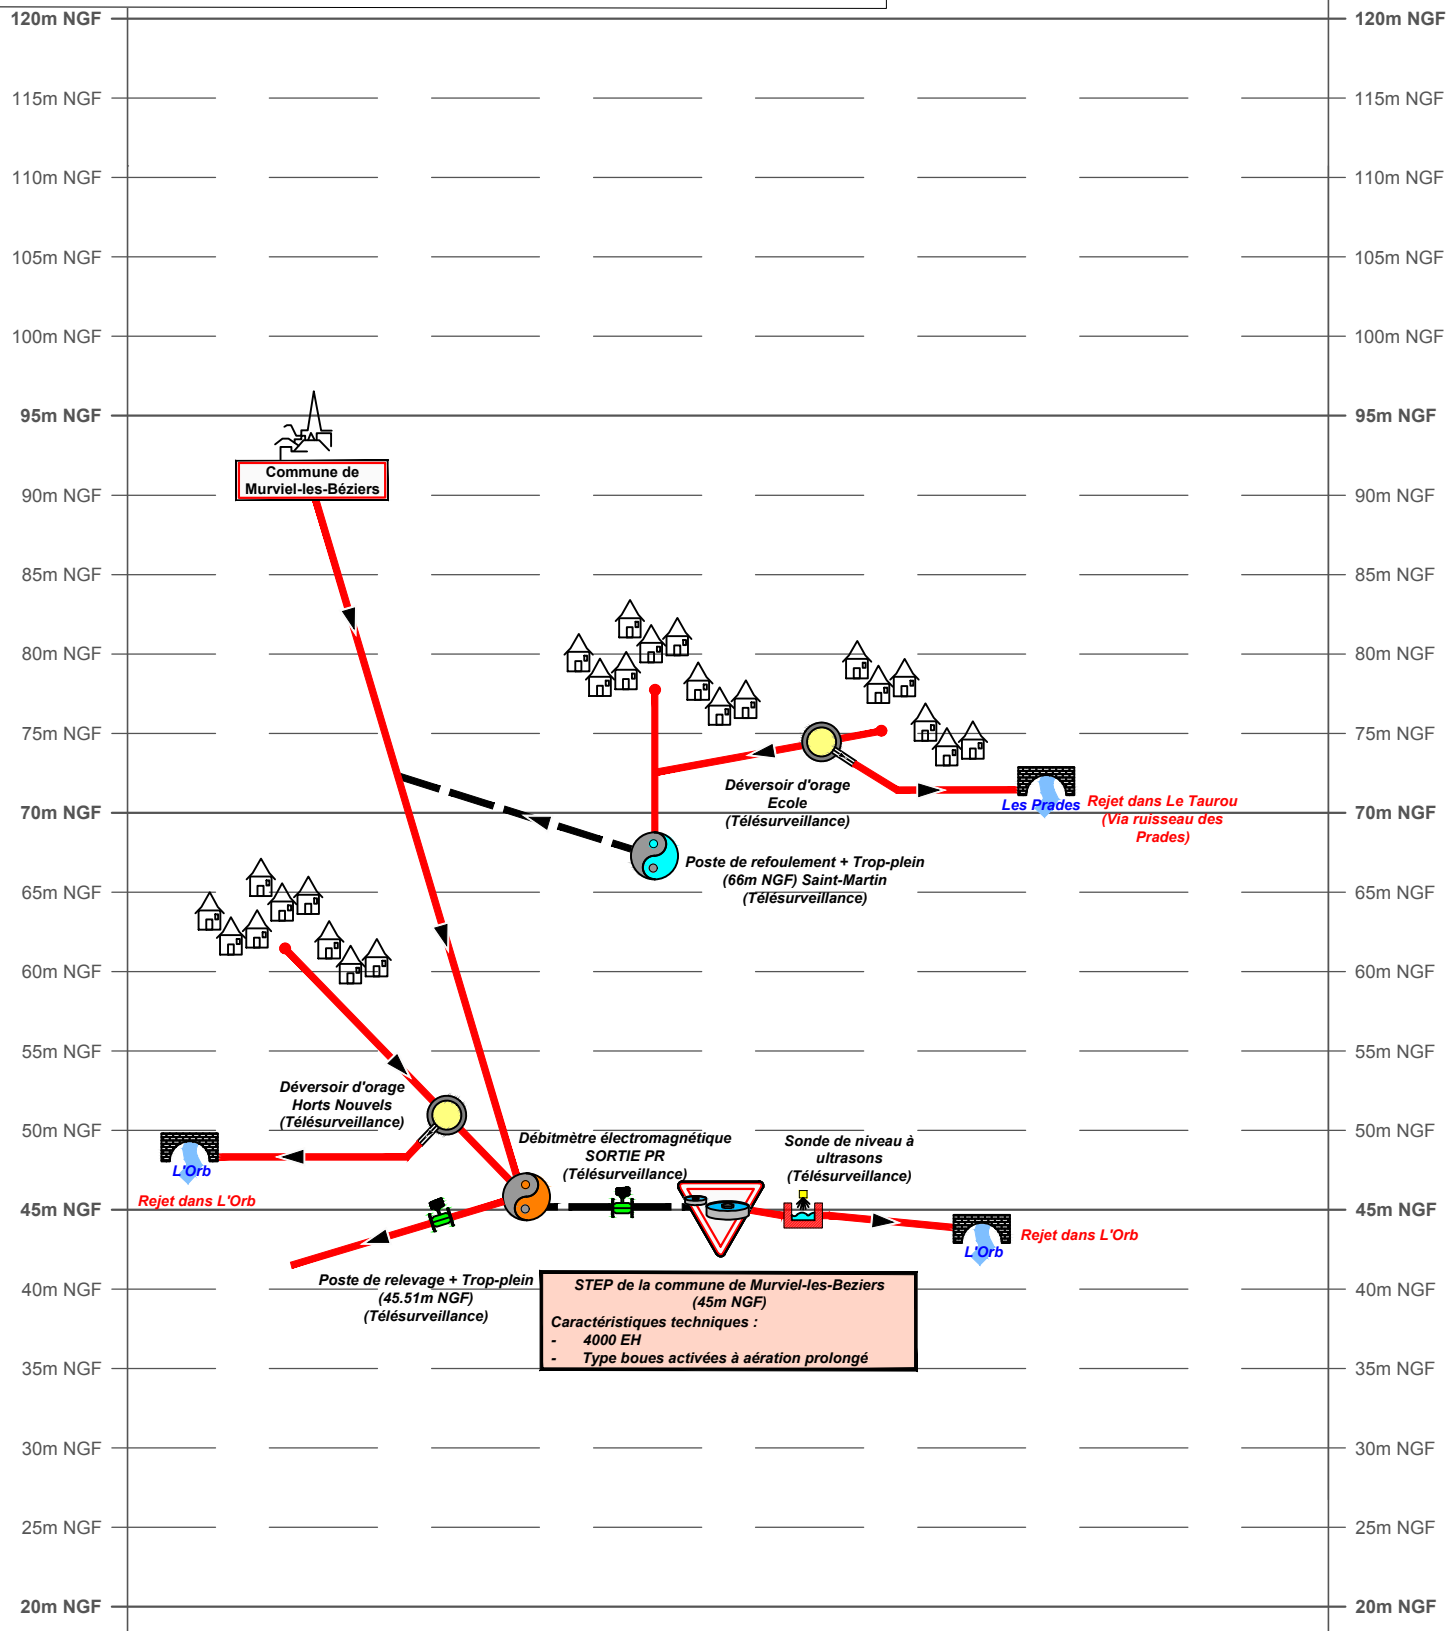 120m NGF 120m NGF
115m NGF 115m NGF
110m NGF 110m NGF
105m NGF 105m NGF
100m NGF 100m NGF
95m NGF 95m NGF
Commune de
Murviel-les-Béziers
90m NGF 90m NGF
85m NGF 85m NGF
80m NGF 80m NGF
75m NGF 75m NGF
Déversoir d'orage
Ecole
(Télésurveillance)
Les Prades
Rejet dans Le Taurou
(Via ruisseau des
Prades)
70m NGF 70m NGF
Poste de refoulement + Trop-plein
(66m NGF) Saint-Martin
(Télésurveillance)
65m NGF 65m NGF
60m NGF 60m NGF
55m NGF 55m NGF
Déversoir d'orage
Horts Nouvels
(Télésurveillance)
50m NGF 50m NGF
Débitmètre électromagnétique
SORTIE PR
(Télésurveillance)
Sonde de niveau à
ultrasons
(Télésurveillance)
L'Orb
Rejet dans L'Orb
45m NGF 45m NGF
L'Orb
Rejet dans L'Orb
Poste de relevage + Trop-plein
(45.51m NGF)
(Télésurveillance)
STEP de la commune de Murviel-les-Beziers
(45m NGF)
Caractéristiques techniques :
- 4000 EH
- Type boues activées à aération prolongé
40m NGF 40m NGF
35m NGF 35m NGF
30m NGF 30m NGF
25m NGF 25m NGF
20m NGF 20m NGF